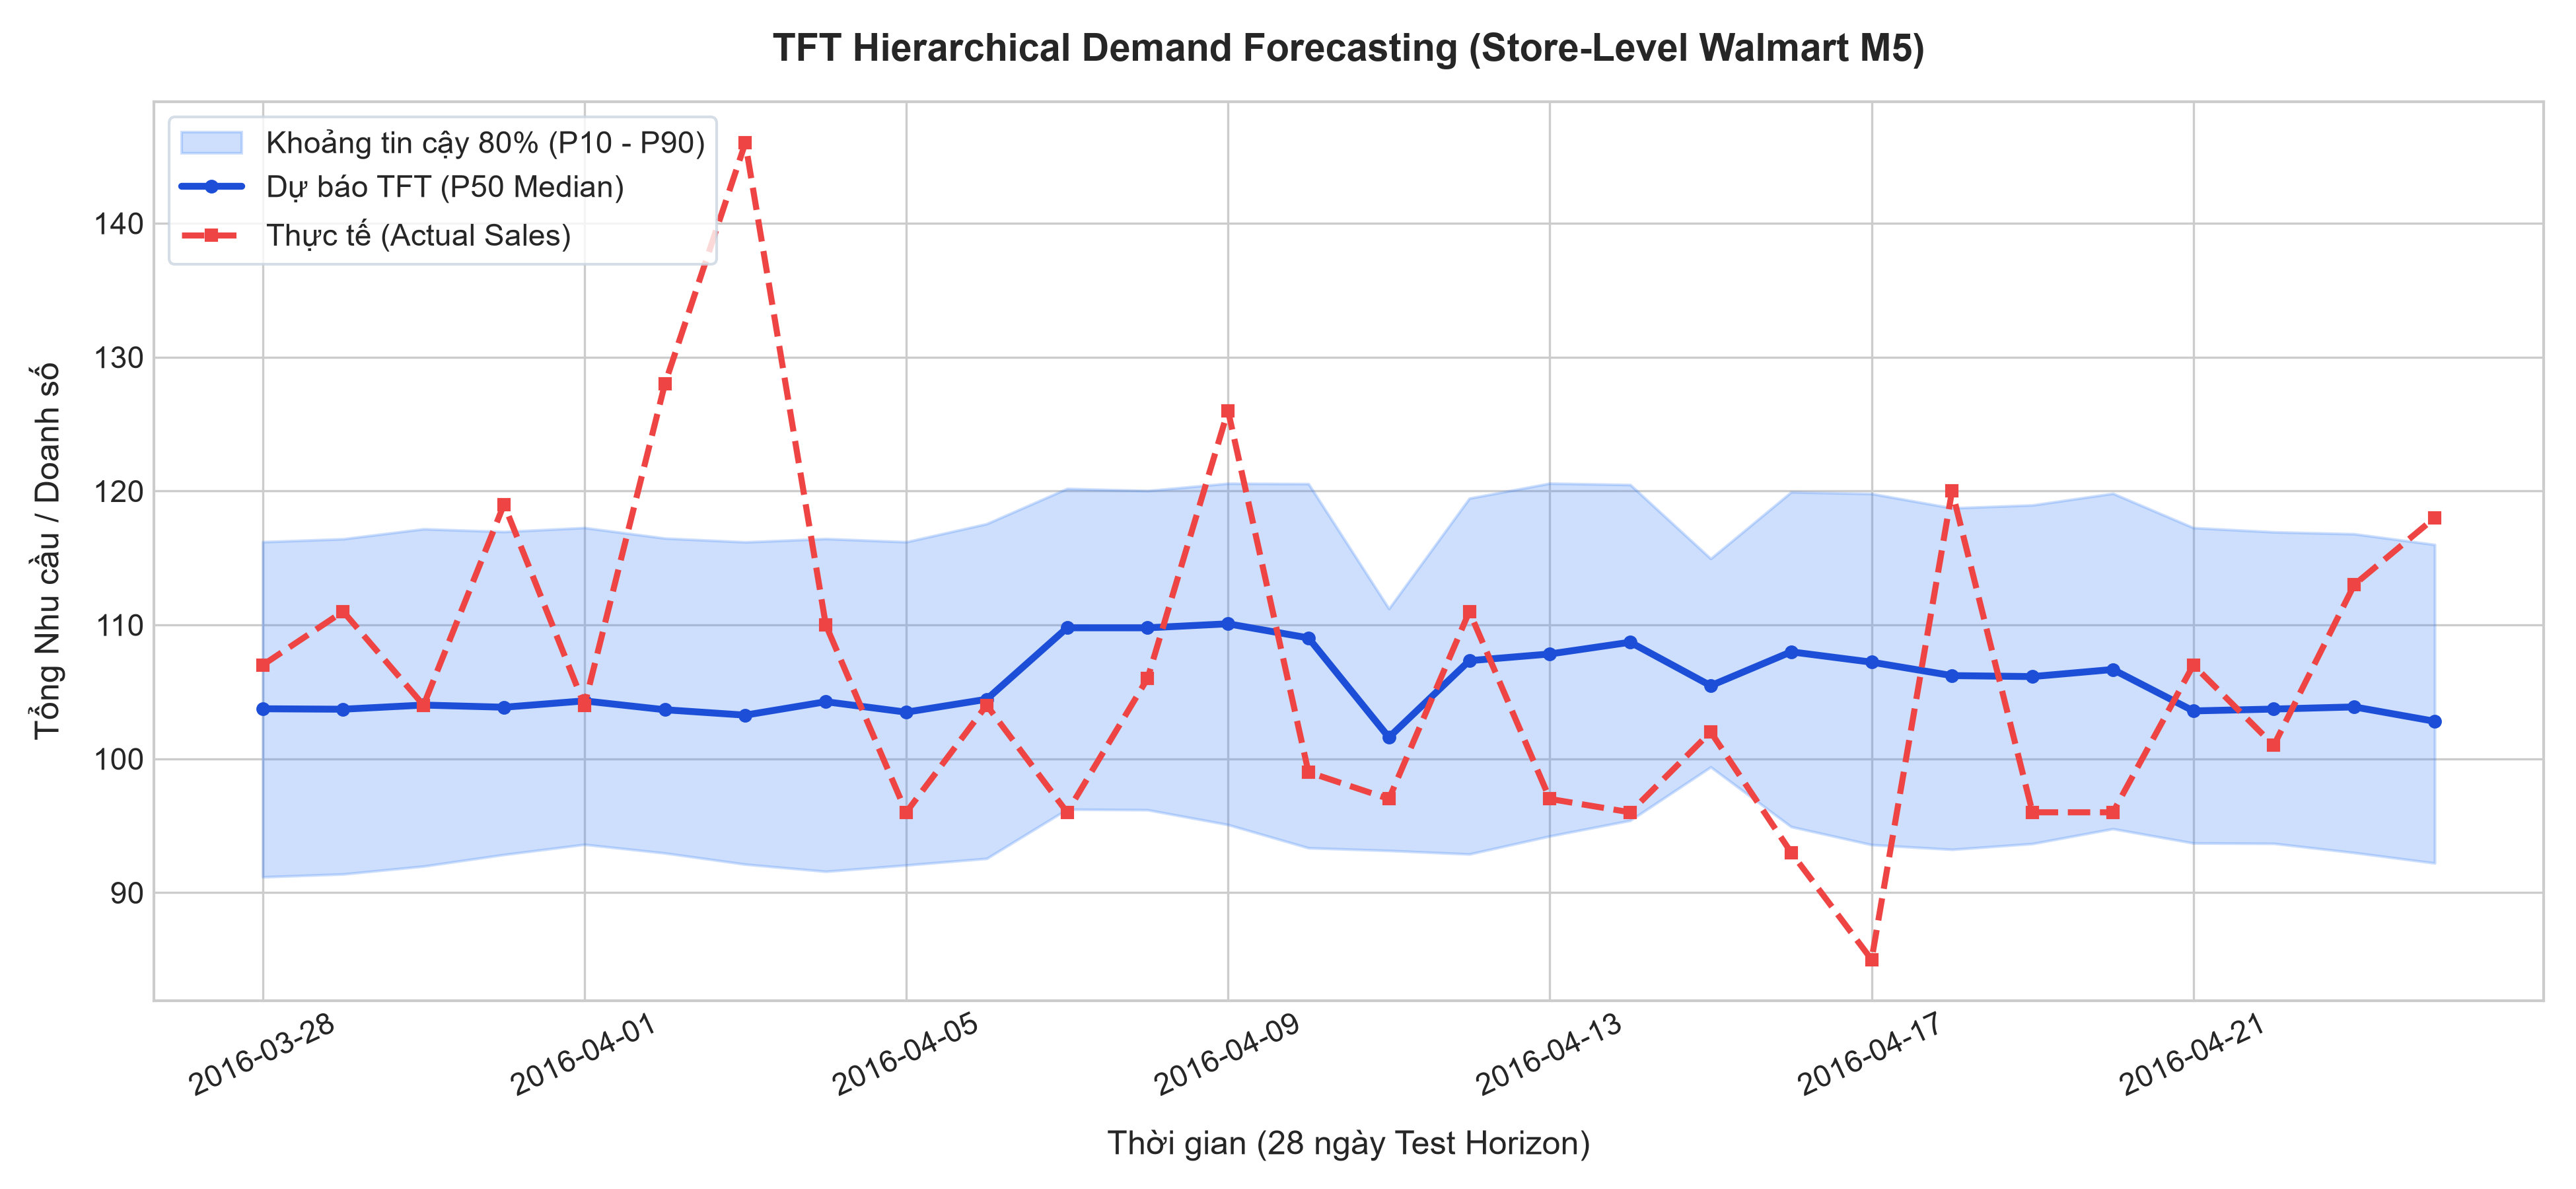 TFT Hierarchical Demand Forecasting (Store-Level Walmart M5)
Khoảng tin cậy 80% (P10 - P90)
Dự báo TFT (P50 Median)
Thực tế (Actual Sales)
Tổng Nhu cầu / Doanh số
140
130
120
110
100
90
2016-03-28
2016-04-01
2016-04-05
2016-04-09
2016-04-13
2016-04-17
2016-04-21
Thời gian (28 ngày Test Horizon)